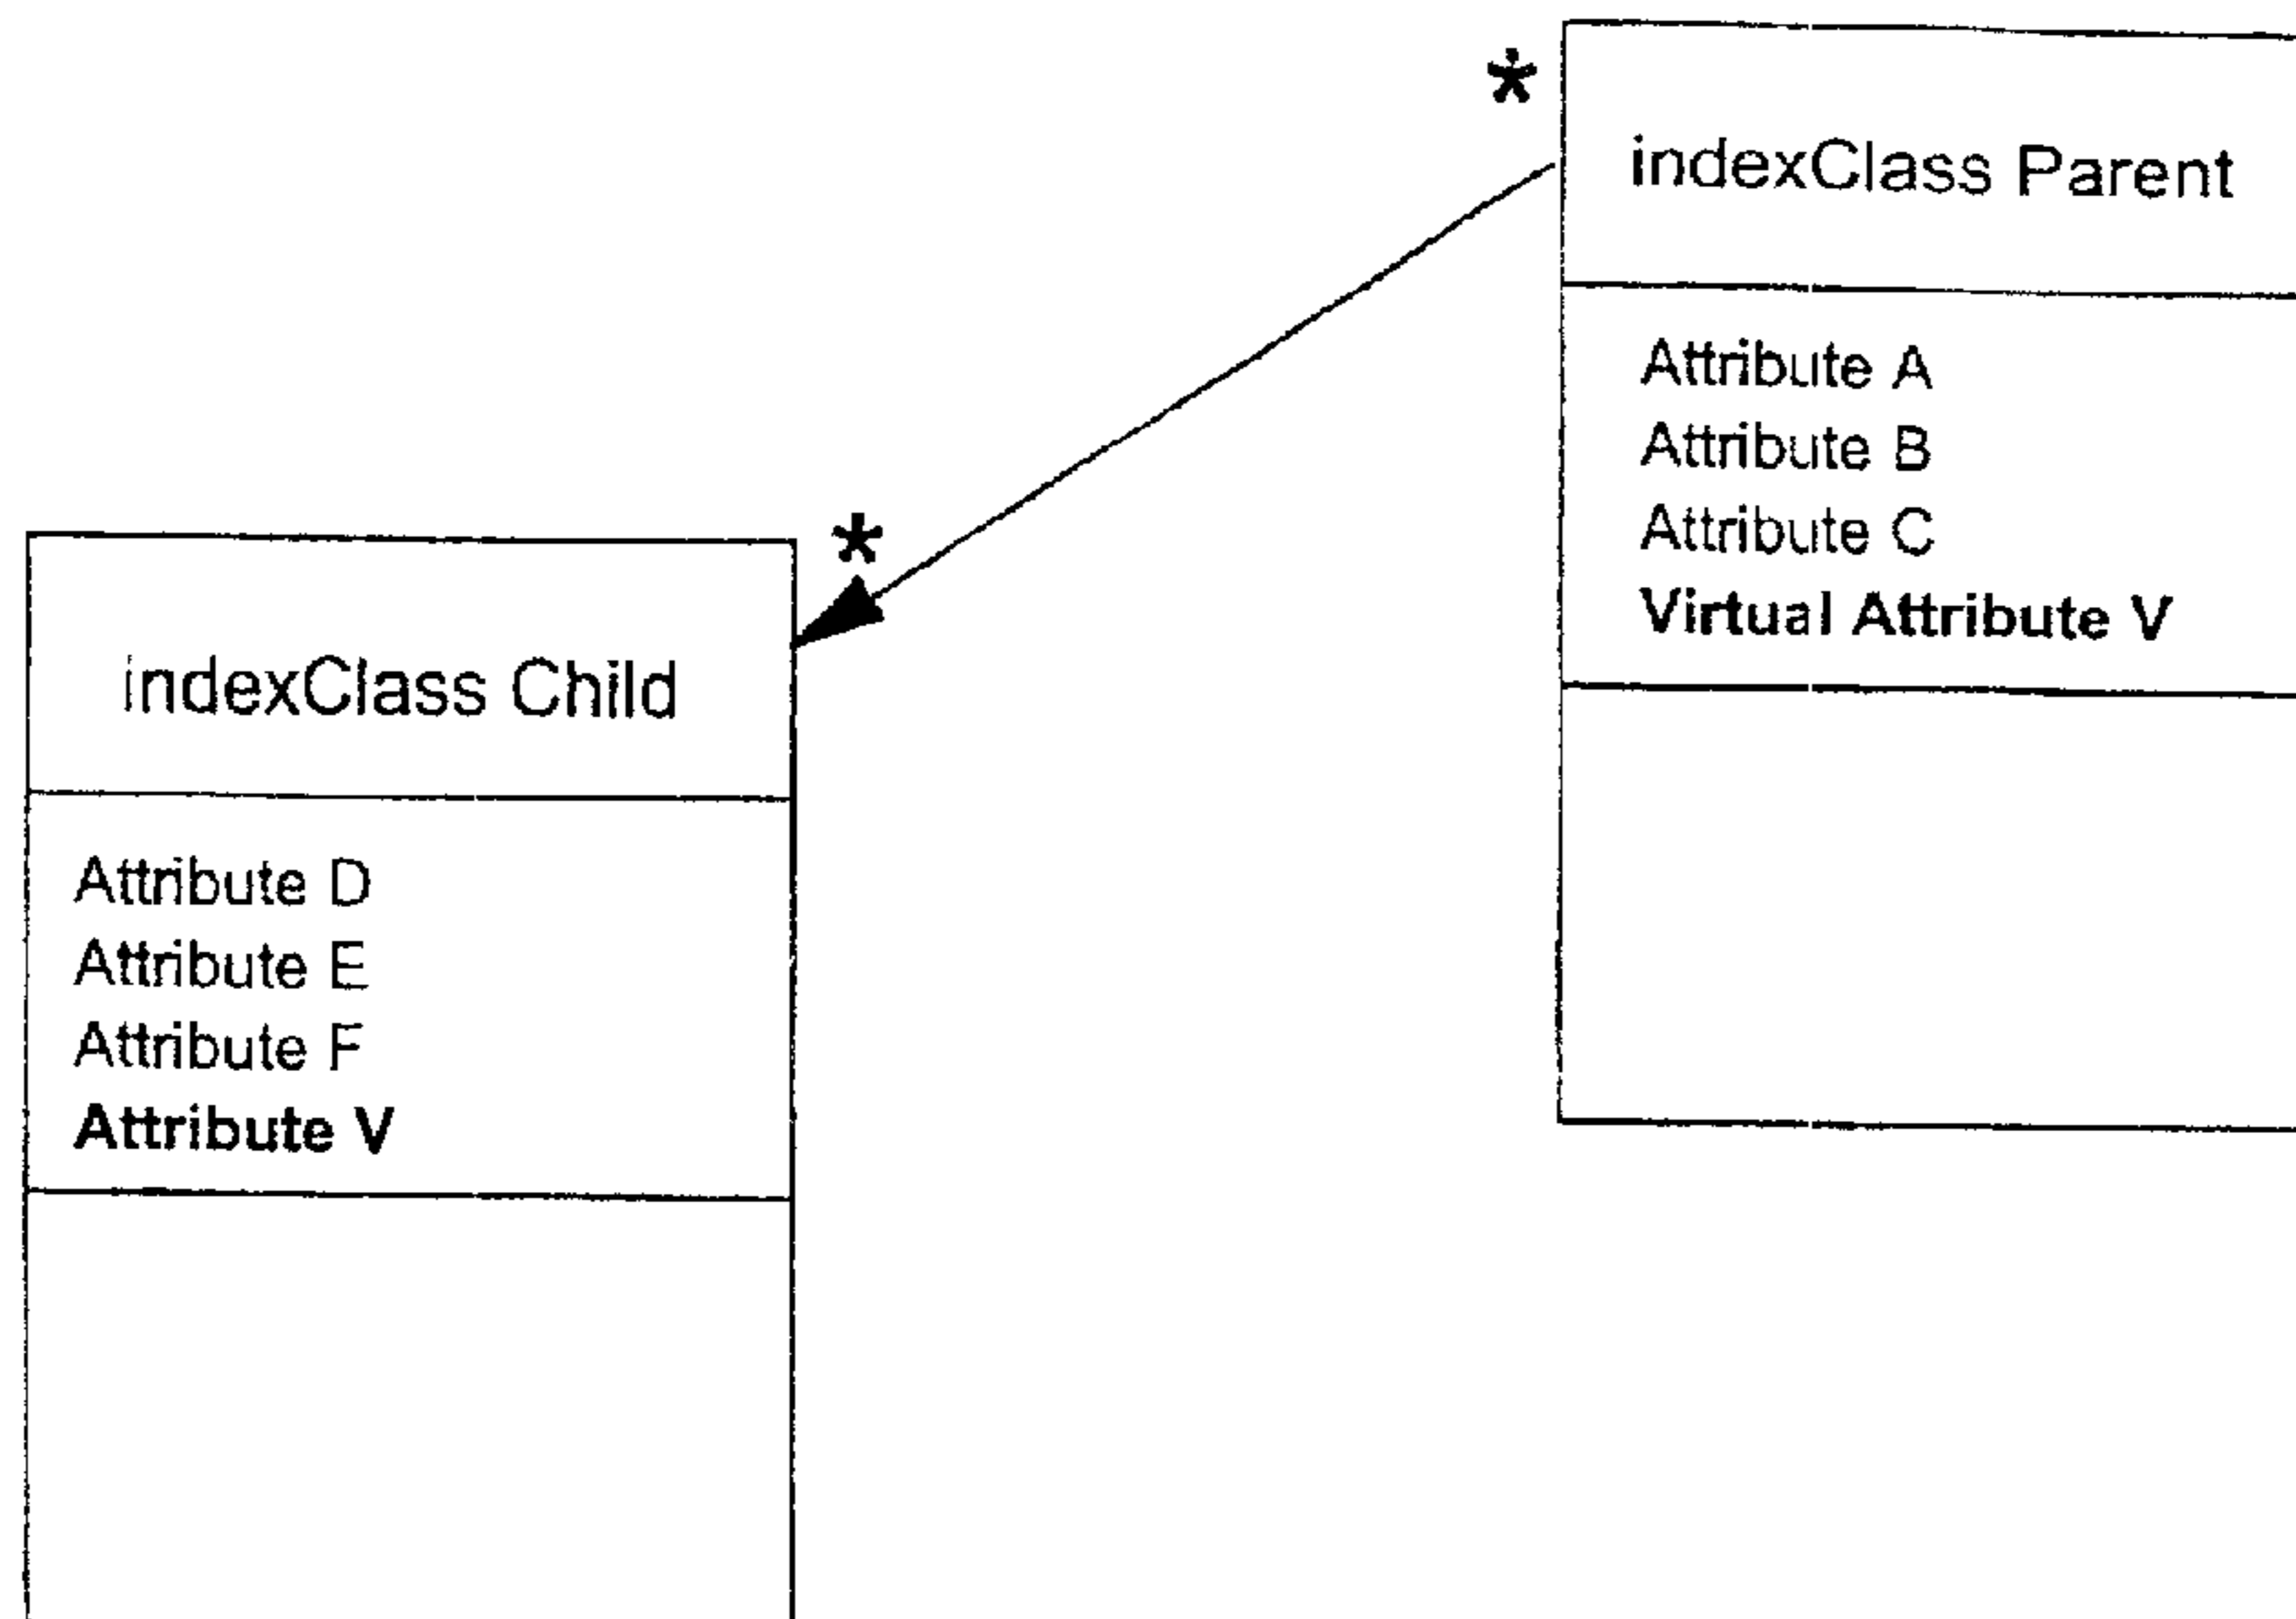 *
indexClass Parent
Attribute A
Attribute B
Attribute C
Virtual Attribute V
*
indexClass Child
Attribute D
Attribute E
Attribute F
Attribute V